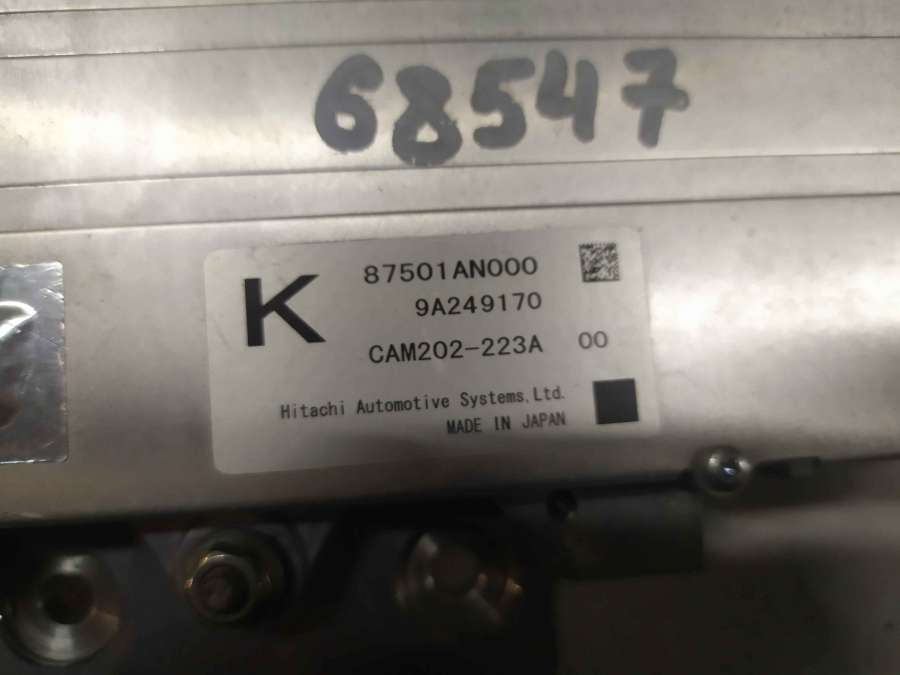 68547
K
87501AN000
9A249170
CAM202-223A 00
Hitachi Automotive Systems,Ltd.
MADE IN JAPAN